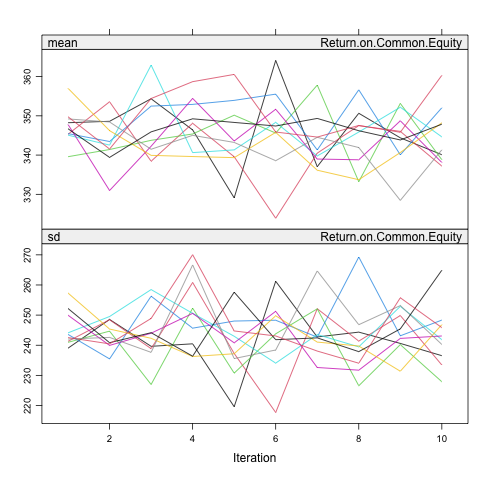 mean Return.on.Common.Equity
330 340 350 360
sd Return.on.Common.Equity
220 230 240 250 260 270
2 4 6 8 10
Iteration